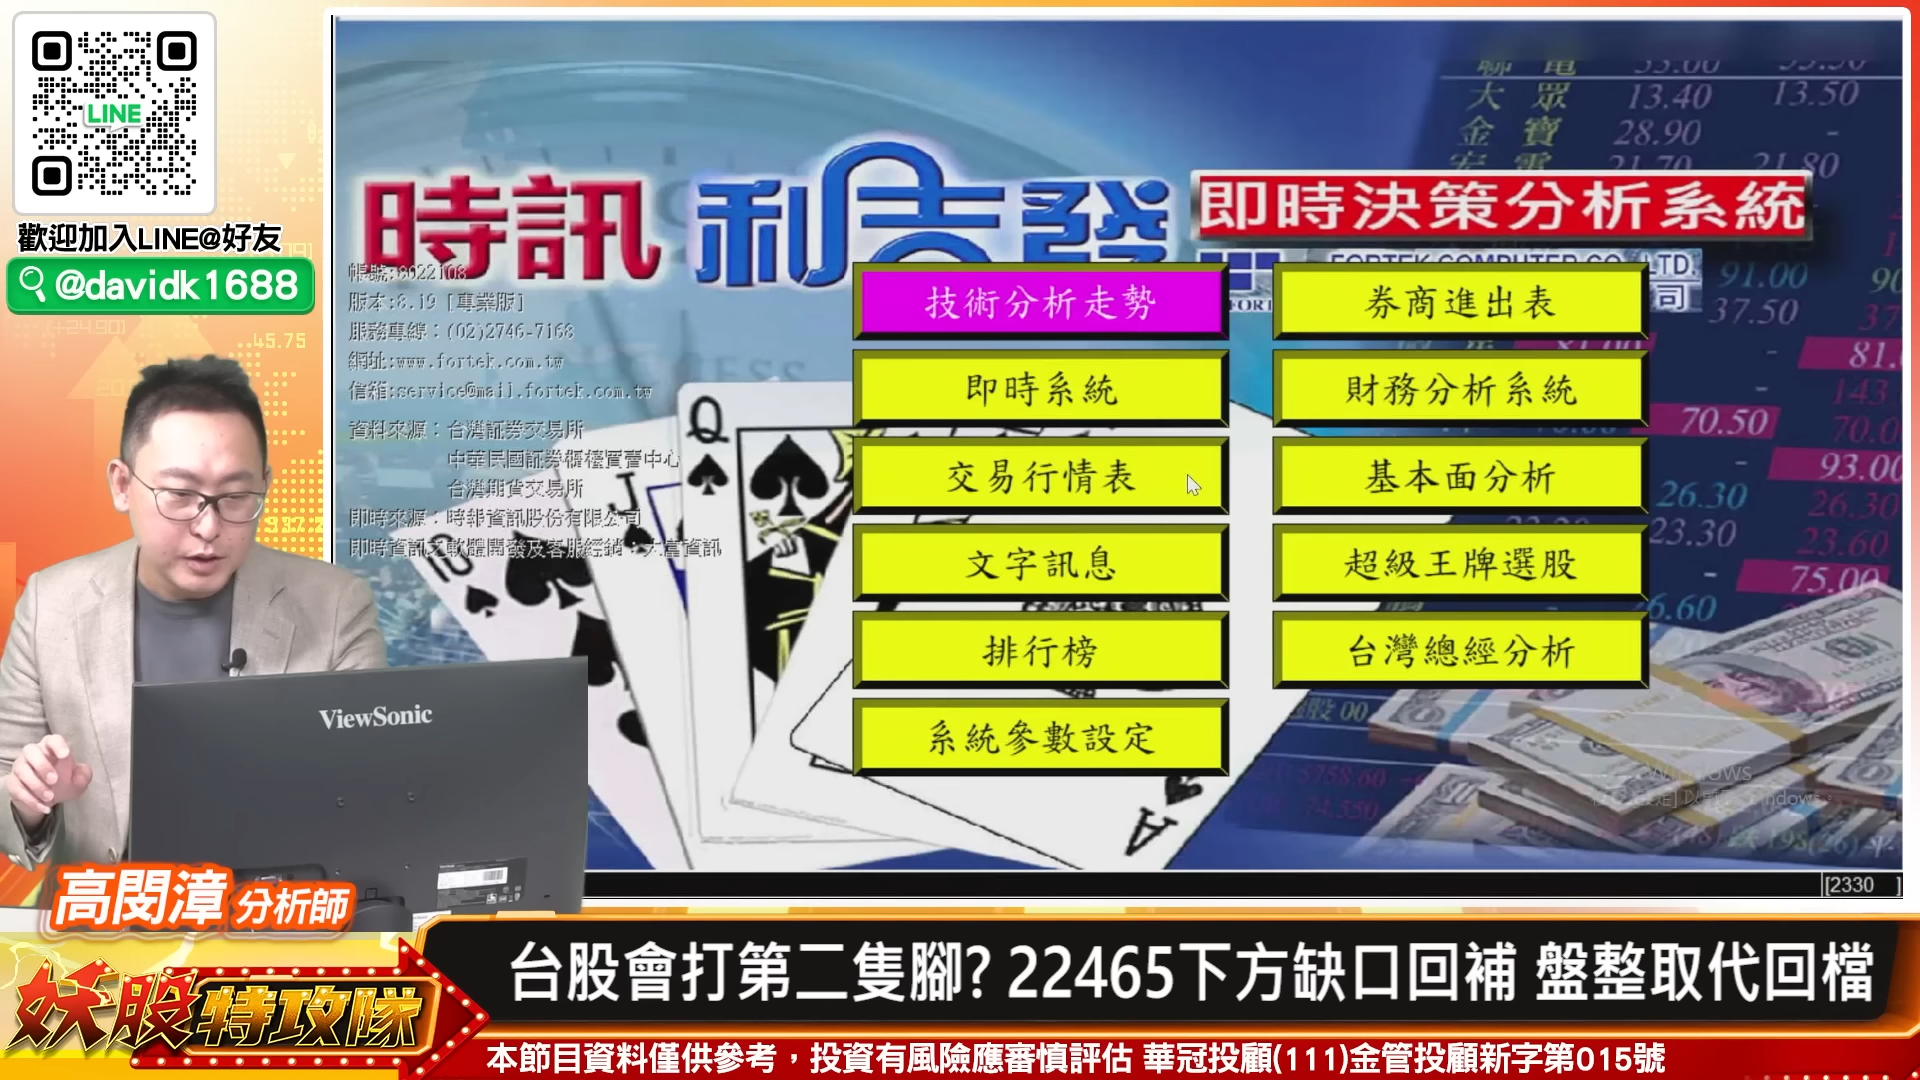 LINE
歡迎加入LINE@好友
@davidk1688
45.75
時訊 利吉發 即時決策分析系統
帳號:8022108
版本:8.19 [專業版]
服務專線:(02)2746-7168
網址:www.fortek.com.tw
信箱:service@mail.fortek.com.tw
資料來源:台灣証券交易所
中華民國証券櫃檯買賣中心
台灣期貨交易所
即時來源:時報資訊股份有限公司
技術分析走勢
券商進出表
即時系統
財務分析系統
交易行情表
基本面分析
文字訊息
超級王牌選股
排行榜
台灣總經分析
系統參數設定
大眾 13.40 13.50
金寶 28.90
91.00
37.50
70.50
93.00
26.30
23.30
23.60
75.00
Q
J
10
A
ViewSonic
[2330 ]
高閔漳 分析師
妖股特攻隊
台股會打第二隻腳? 22465下方缺口回補 盤整取代回檔
本節目資料僅供參考,投資有風險應審慎評估 華冠投顧(111)金管投顧新字第015號